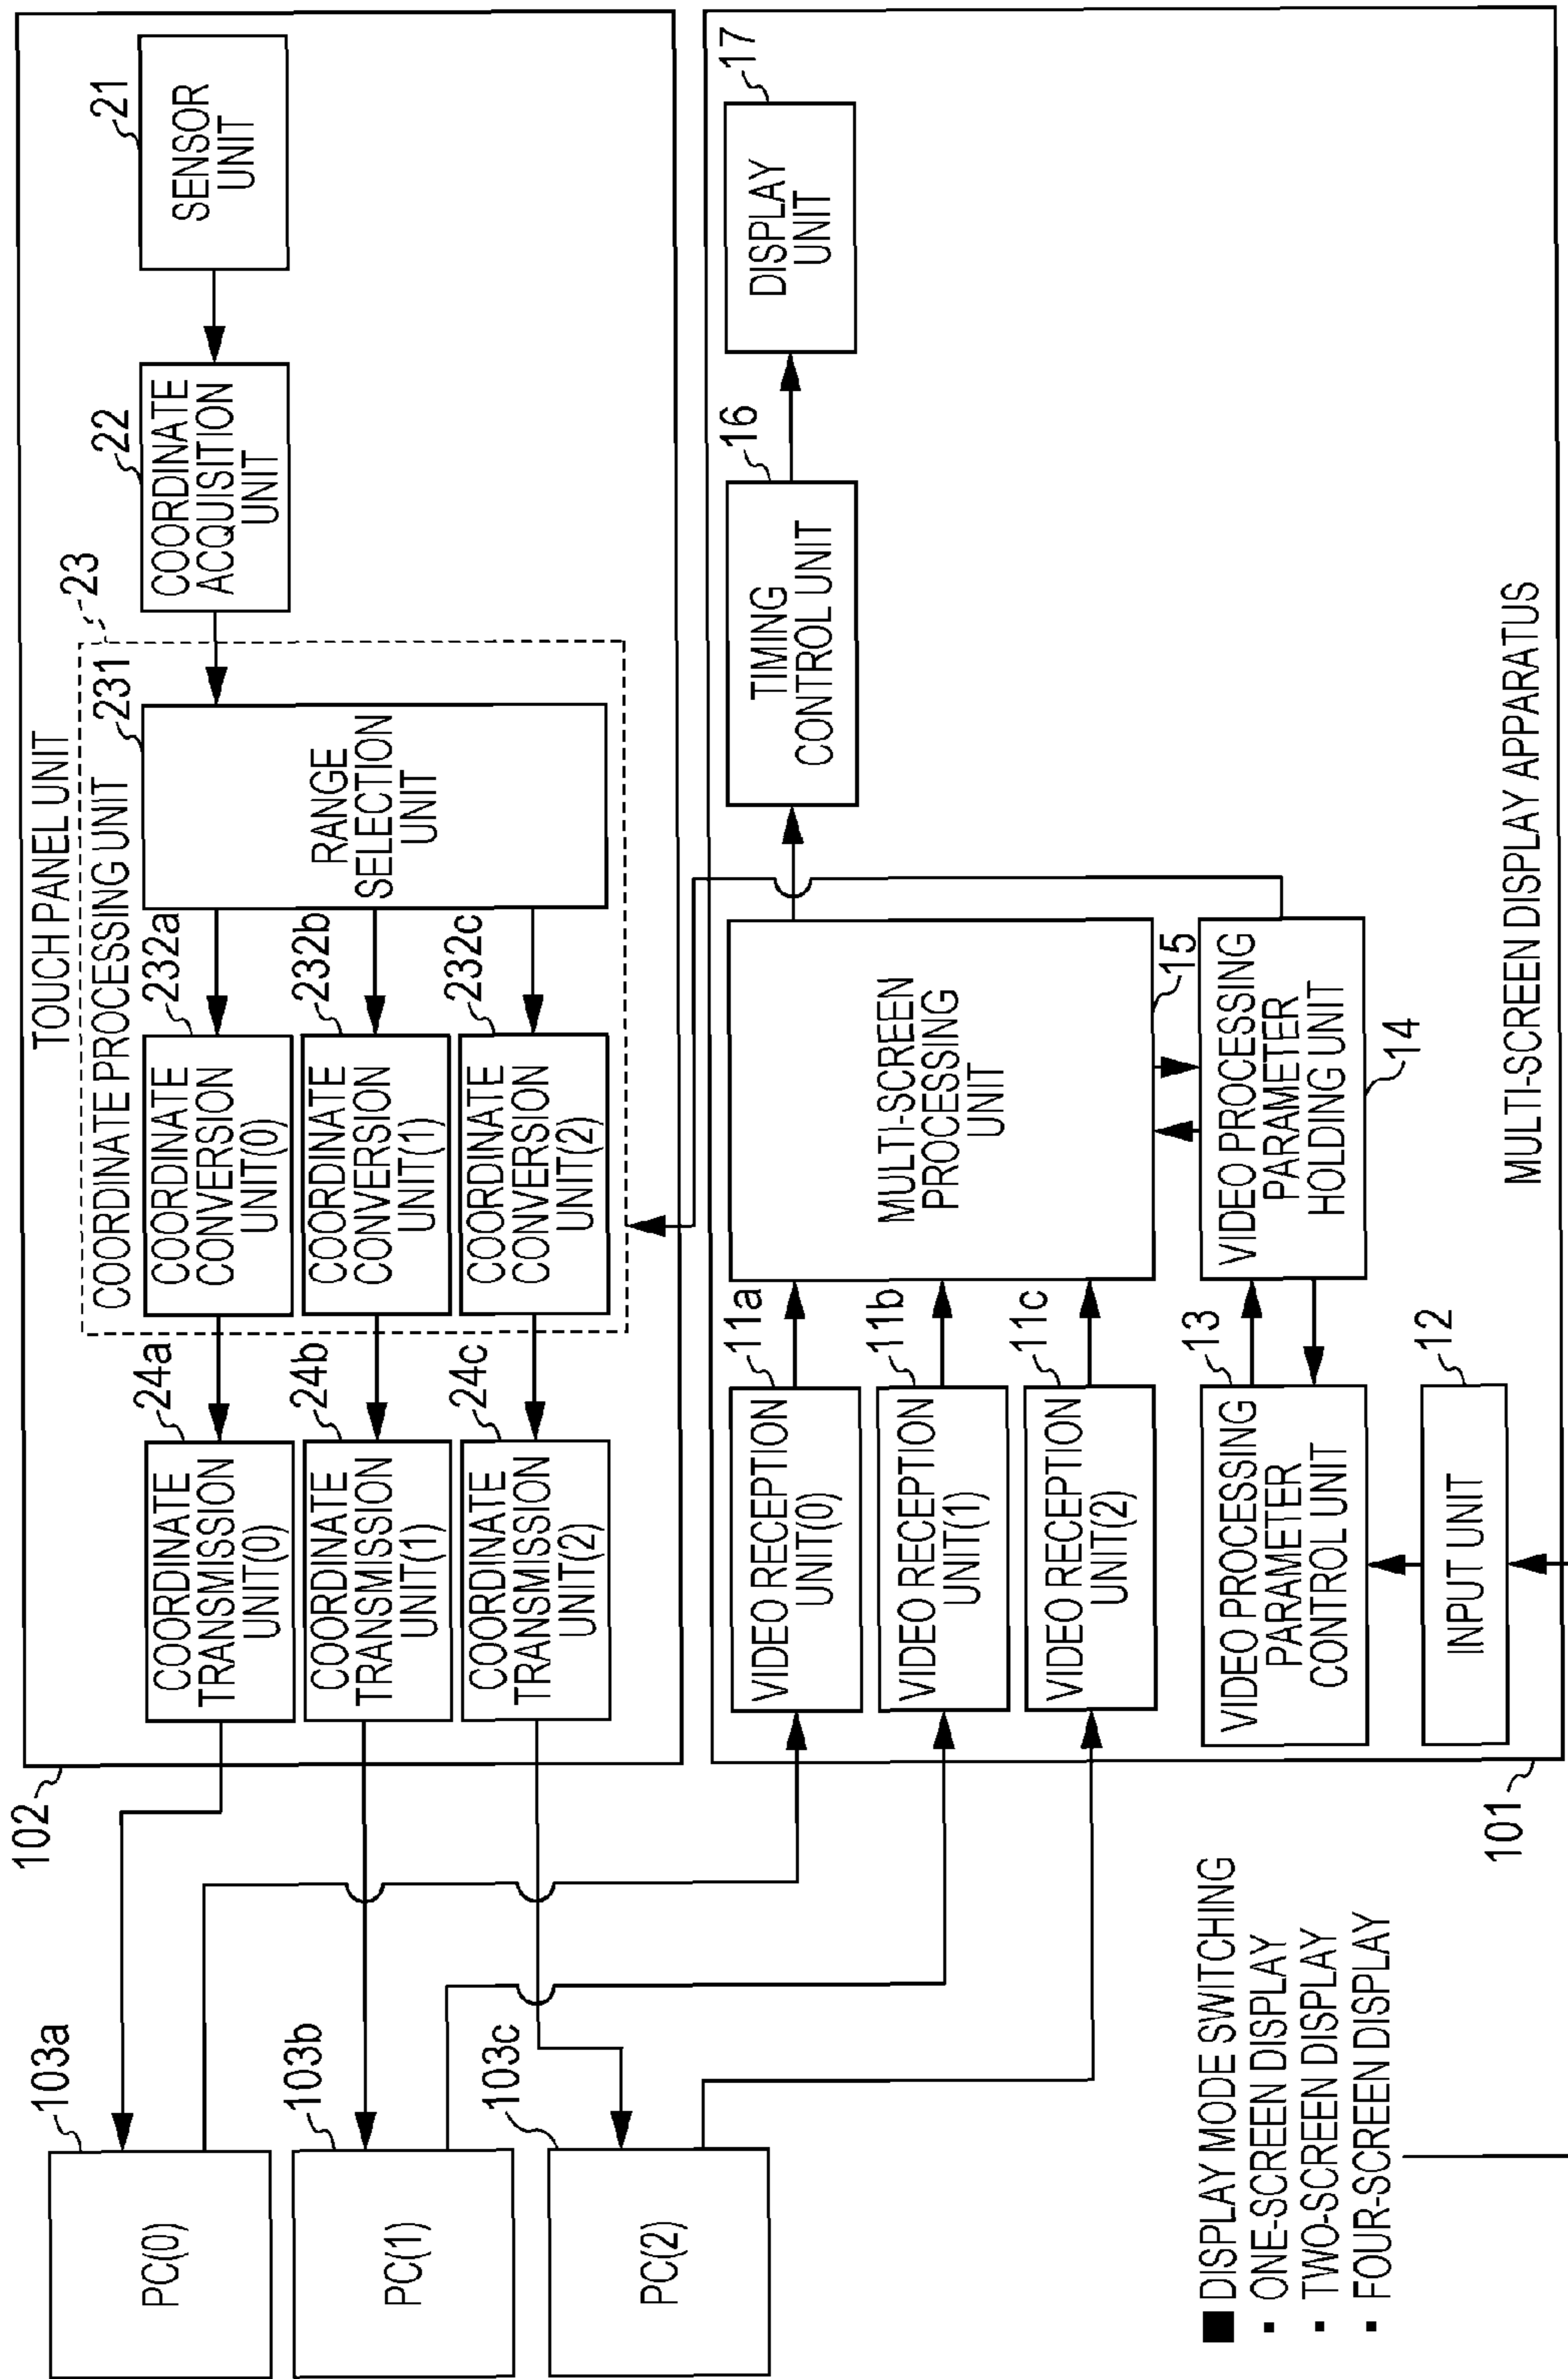 103a
PC(0)
103b
PC(1)
103c
PC(2)
■ DISPLAY MODE SWITCHING
· ONE-SCREEN DISPLAY
· TWO-SCREEN DISPLAY
· FOUR-SCREEN DISPLAY
102
TOUCH PANEL UNIT
COORDINATE PROCESSING UNIT
23
24a
COORDINATE
TRANSMISSION
UNIT(0)
24b
COORDINATE
TRANSMISSION
UNIT(1)
24c
COORDINATE
TRANSMISSION
UNIT(2)
232a
COORDINATE
CONVERSION
UNIT(0)
232b
COORDINATE
CONVERSION
UNIT(1)
232c
COORDINATE
CONVERSION
UNIT(2)
231
RANGE
SELECTION
UNIT
22
COORDINATE
ACQUISITION
UNIT
21
SENSOR
UNIT
11a
VIDEO RECEPTION
UNIT(0)
11b
VIDEO RECEPTION
UNIT(1)
11c
VIDEO RECEPTION
UNIT(2)
MULTI-SCREEN
PROCESSING
UNIT
15
16
TIMING
CONTROL UNIT
17
DISPLAY
UNIT
13
VIDEO PROCESSING
PARAMETER
CONTROL UNIT
VIDEO PROCESSING
PARAMETER
HOLDING UNIT
14
12
INPUT UNIT
101
MULTI-SCREEN DISPLAY APPARATUS